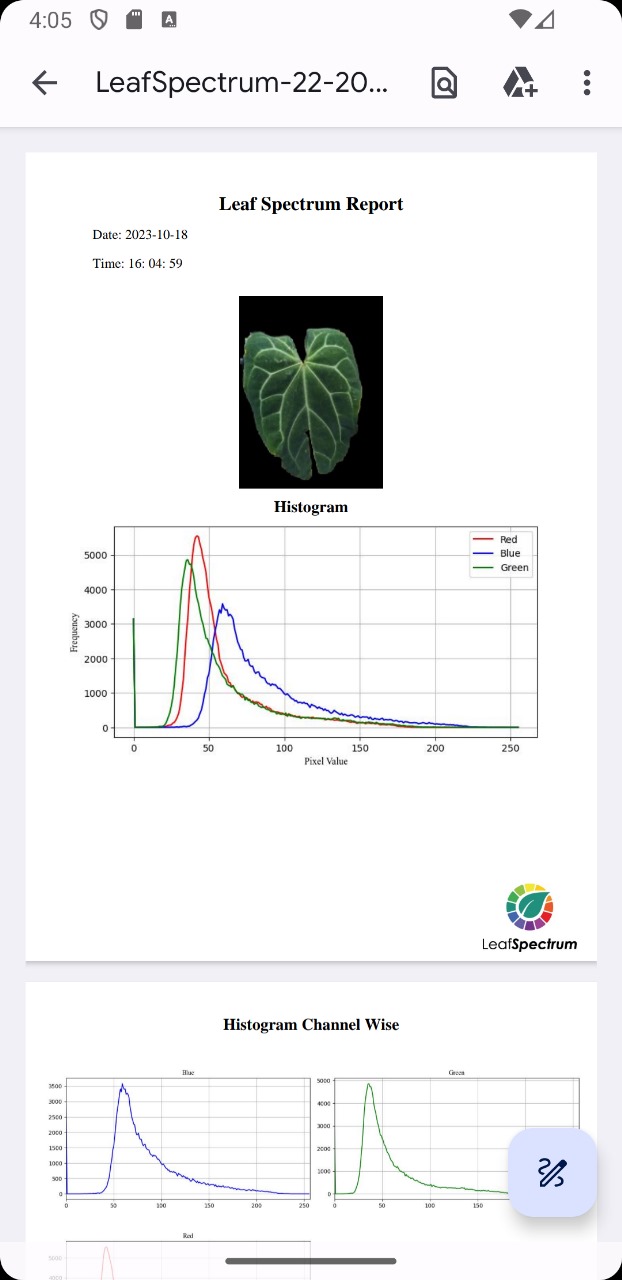 4:05
A
LeafSpectrum-22-20...
Leaf Spectrum Report
Date: 2023-10-18
Time: 16: 04: 59
Histogram
Red
Blue
Green
Frequency
5000
4000
3000
2000
1000
0
0 50 100 150 200 250
Pixel Value
LeafSpectrum
Histogram Channel Wise
Blue
3500
3000
2500
2000
1500
1000
500
0
0 50 100 150 200 250
Green
5000
4000
3000
2000
1000
0
0 50 100 150
Red
5000
4000